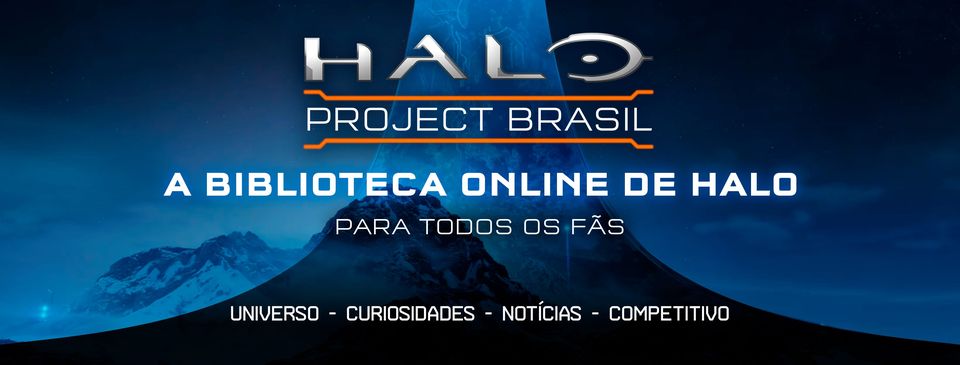 HALO
PROJECT BRASIL
A BIBLIOTECA ONLINE DE HALO
PARA TODOS OS FÃS
UNIVERSO - CURIOSIDADES - NOTÍCIAS - COMPETITIVO